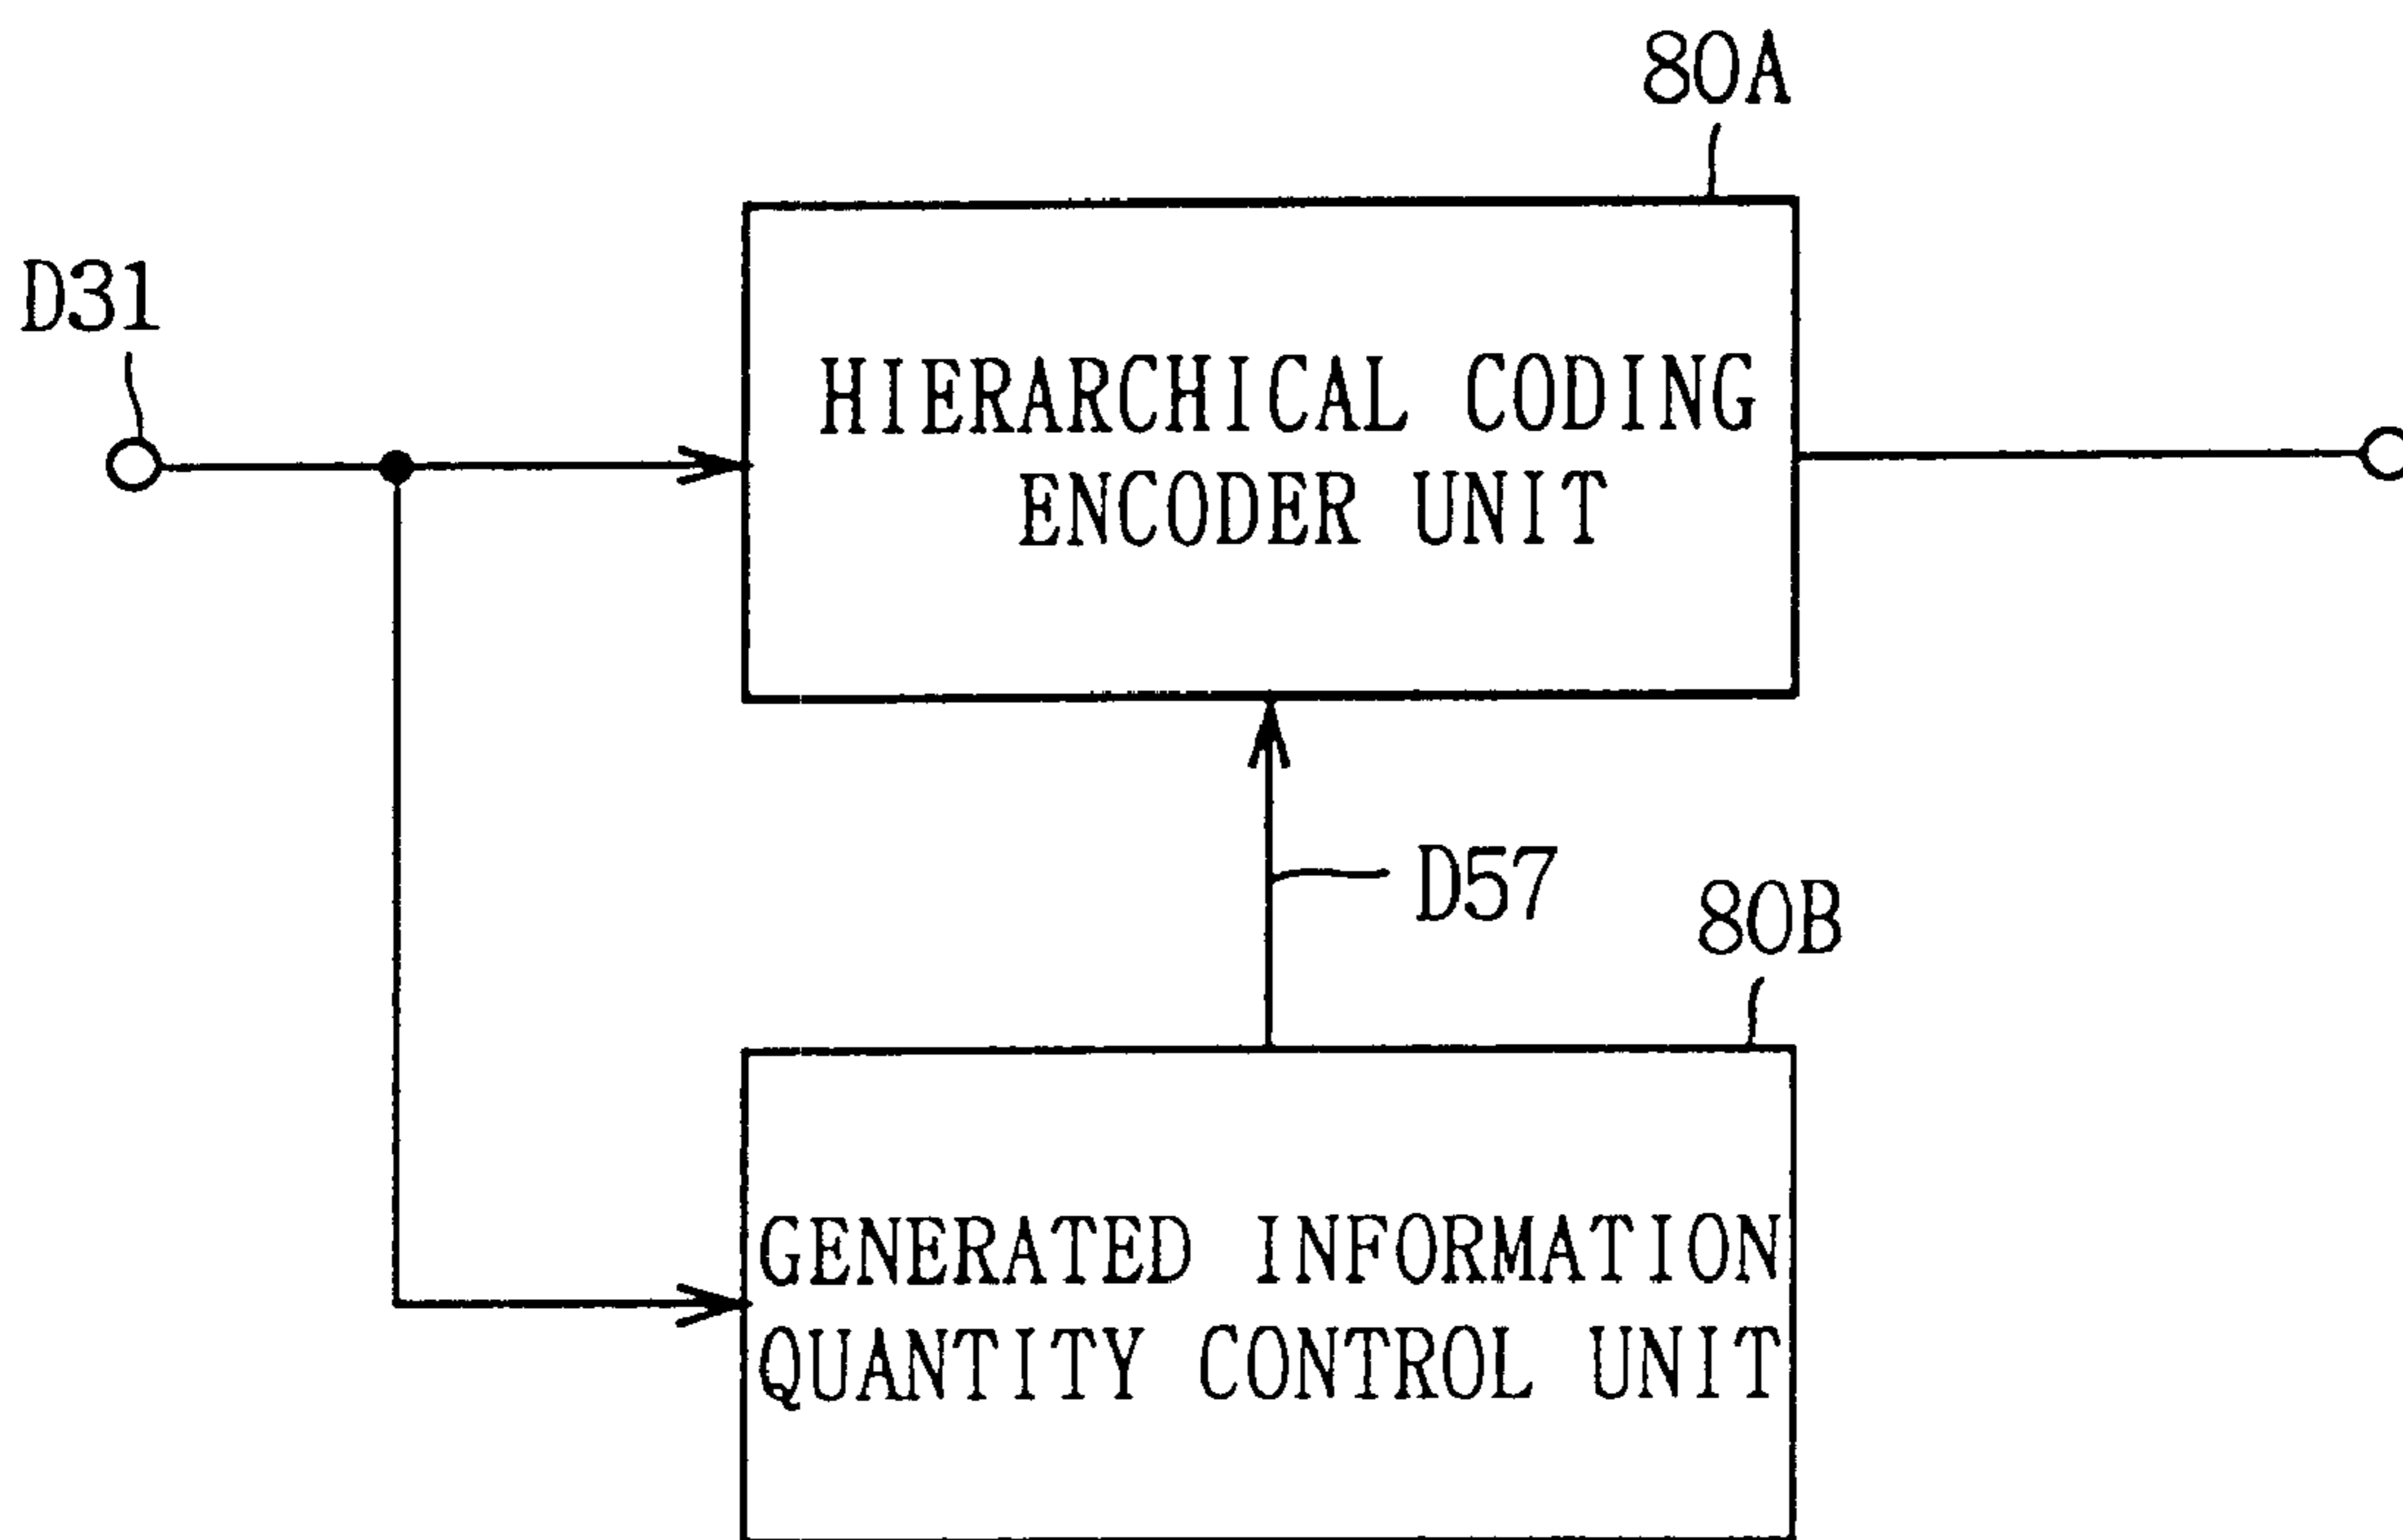 80A
D31
HIERARCHICAL CODING
ENCODER UNIT
D57
80B
GENERATED INFORMATION
QUANTITY CONTROL UNIT